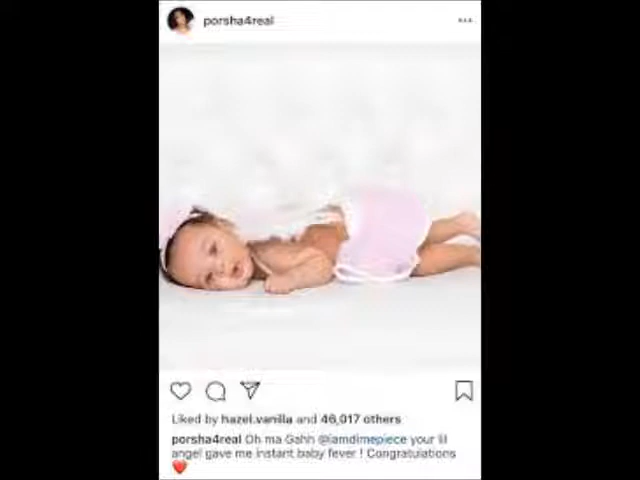 porsha4real
Liked by hazel.vanilla and 46,017 others
porsha4real Oh ma Gahh @iamdimepiece your lil
angel gave me instant baby fever ! Congratulations